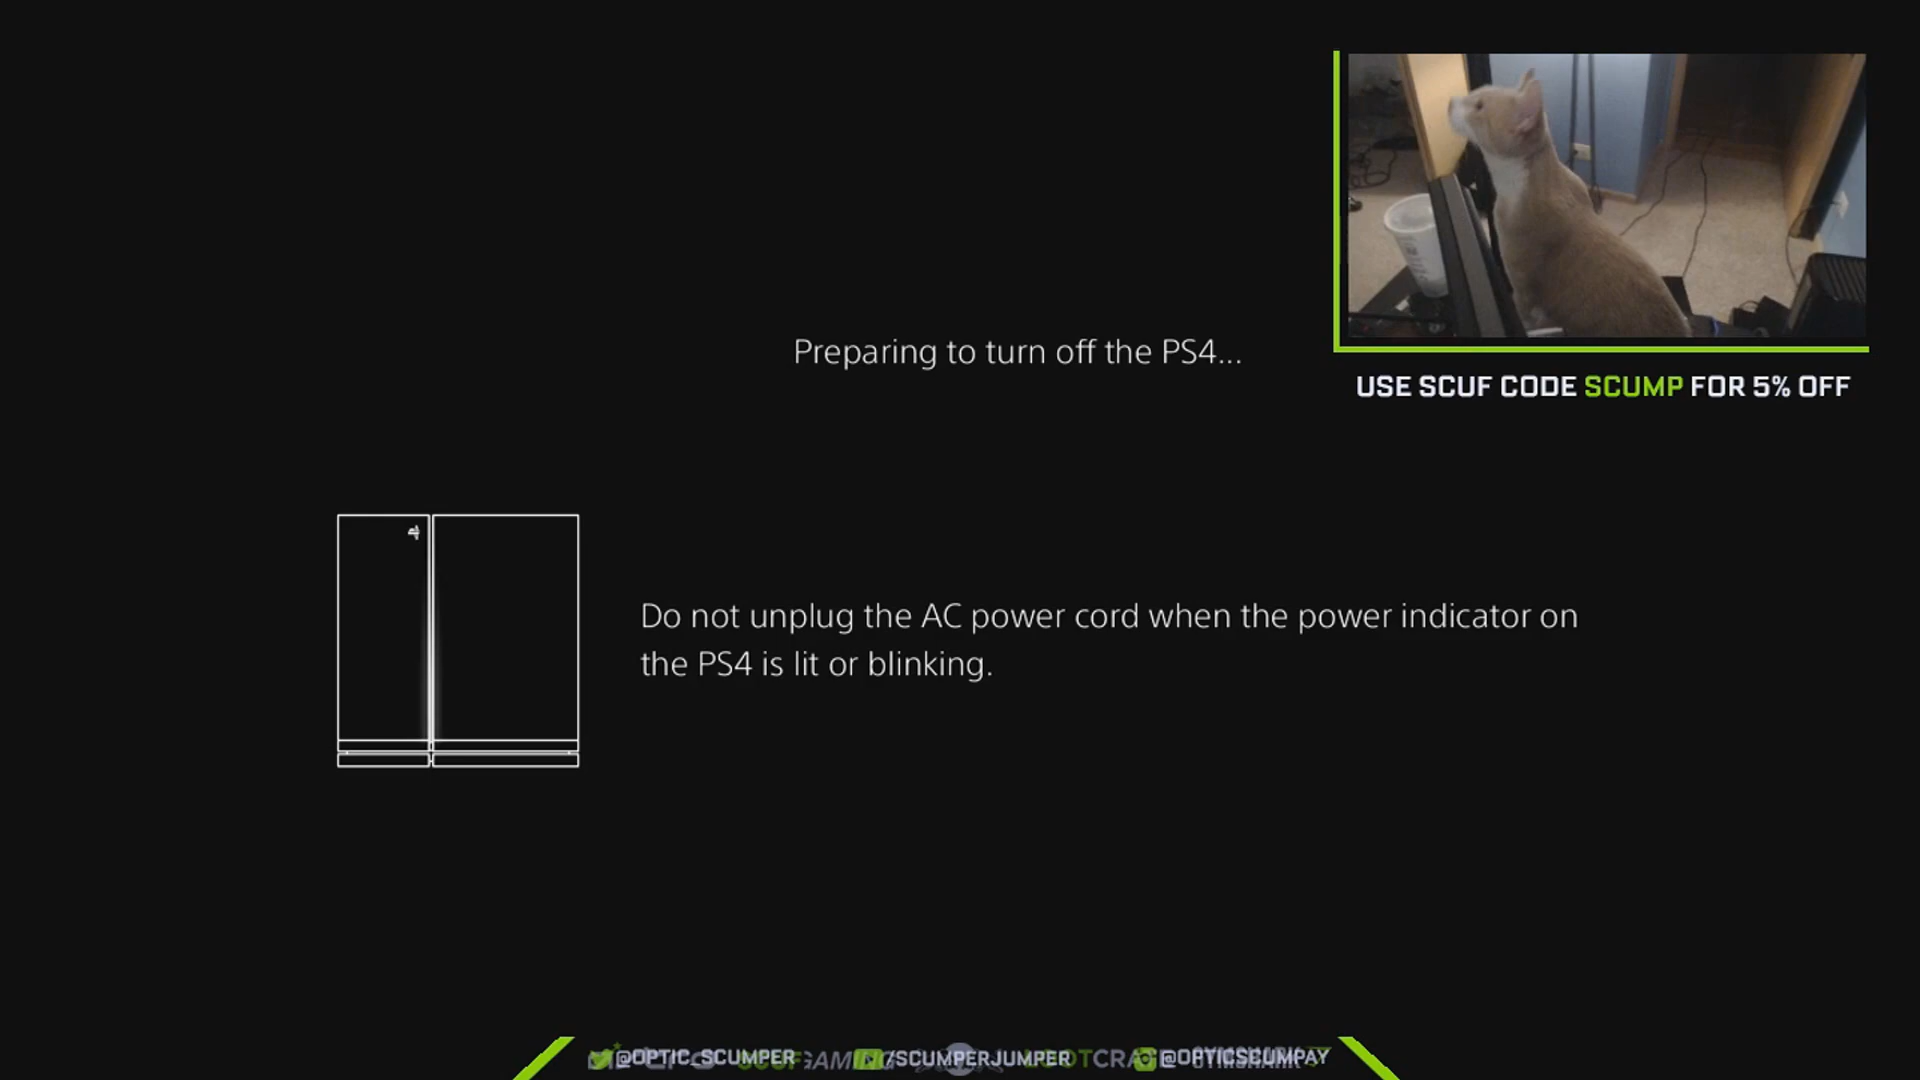 USE SCUF CODE SCUMP FOR 5% OFF
Preparing to turn off the PS4...
Do not unplug the AC power cord when the power indicator on
the PS4 is lit or blinking.
@OPTIC_SCUMPER /SCUMPERJUMPER @OPTICSCUMPAY